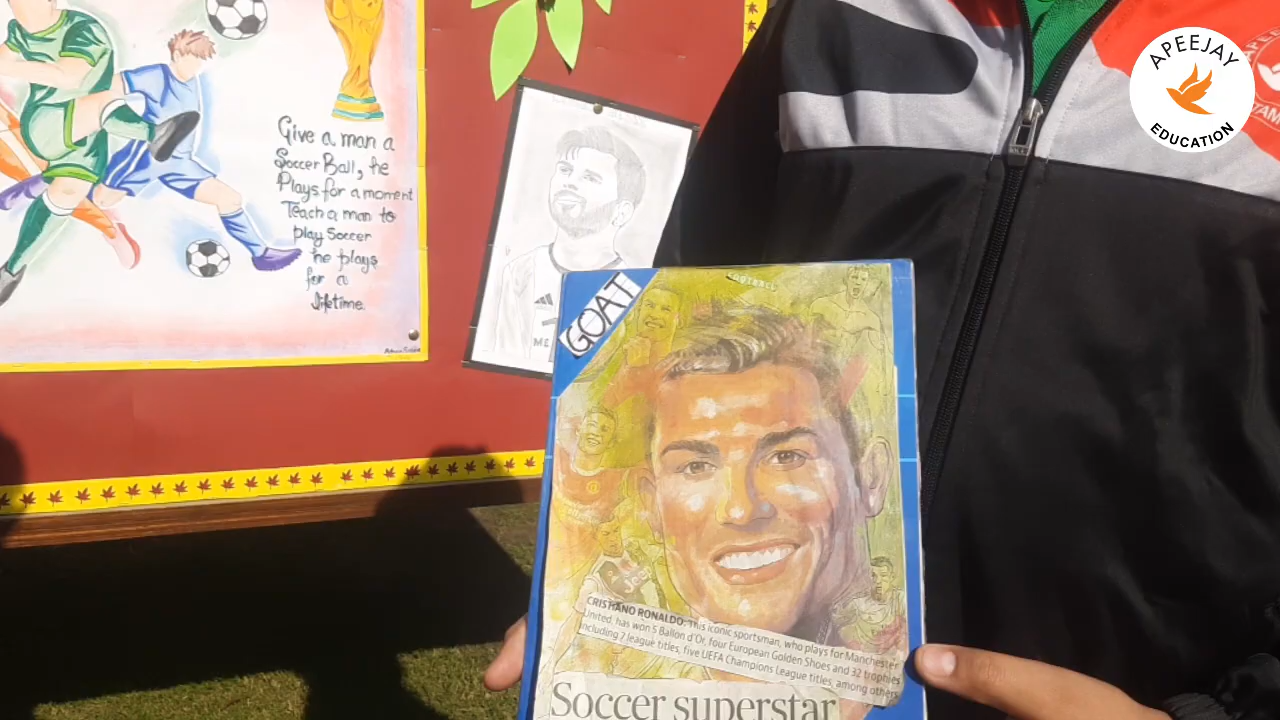 Give a man a
Soccer Ball, he
Plays for a moment
Teach a man to
play Soccer
he plays
for a
lifetime.
GOAT
FOOTBALL
CRISTIANO RONALDO: This iconic sportsman, who plays for Manchester
United, has won 5 Ballon d'Or, four European Golden Shoes and 32 trophies
including 7 league titles, five UEFA Champions League titles, among others
Soccer superstar
APEEJAY
EDUCATION